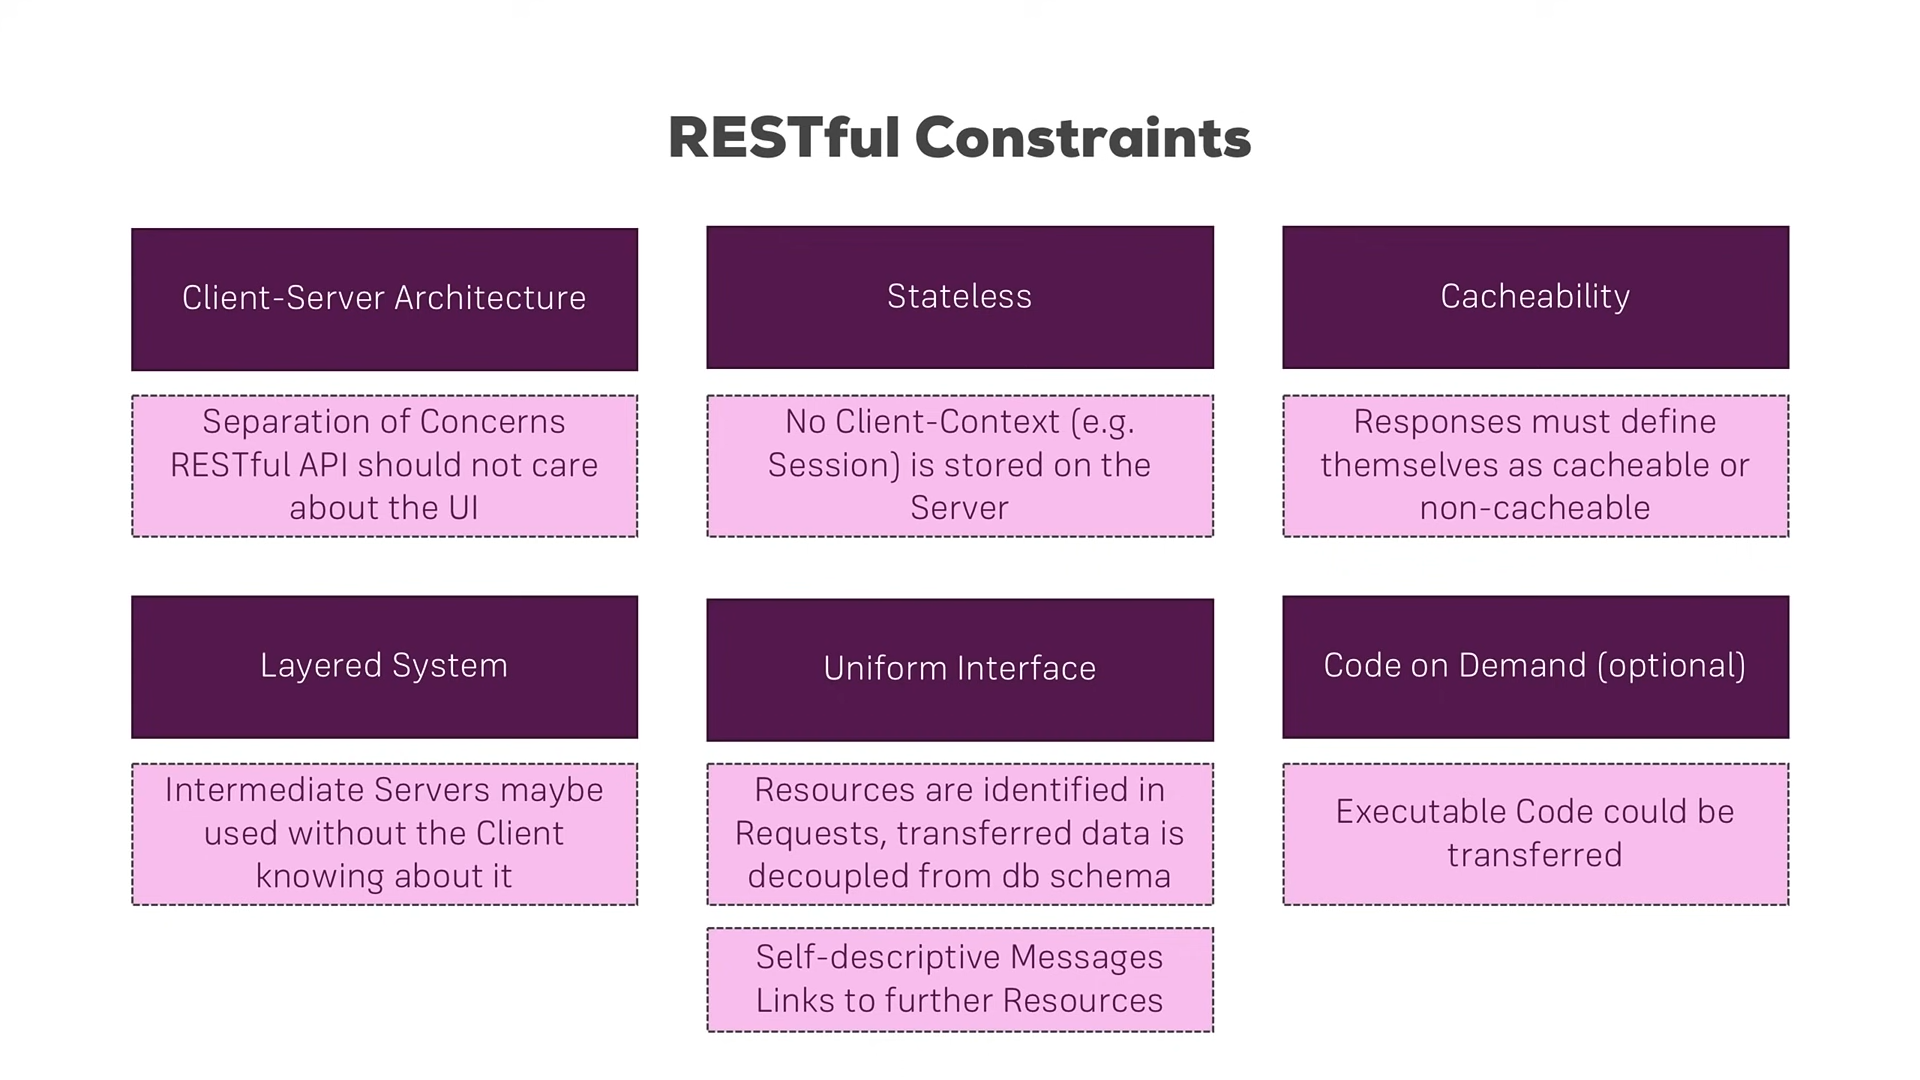 RESTful Constraints
Client-Server Architecture
Separation of Concerns
RESTful API should not care
about the UI
Stateless
No Client-Context (e.g.
Session) is stored on the
Server
Cacheability
Responses must define
themselves as cacheable or
non-cacheable
Layered System
Intermediate Servers maybe
used without the Client
knowing about it
Uniform Interface
Resources are identified in
Requests, transferred data is
decoupled from db schema
Self-descriptive Messages
Links to further Resources
Code on Demand (optional)
Executable Code could be
transferred